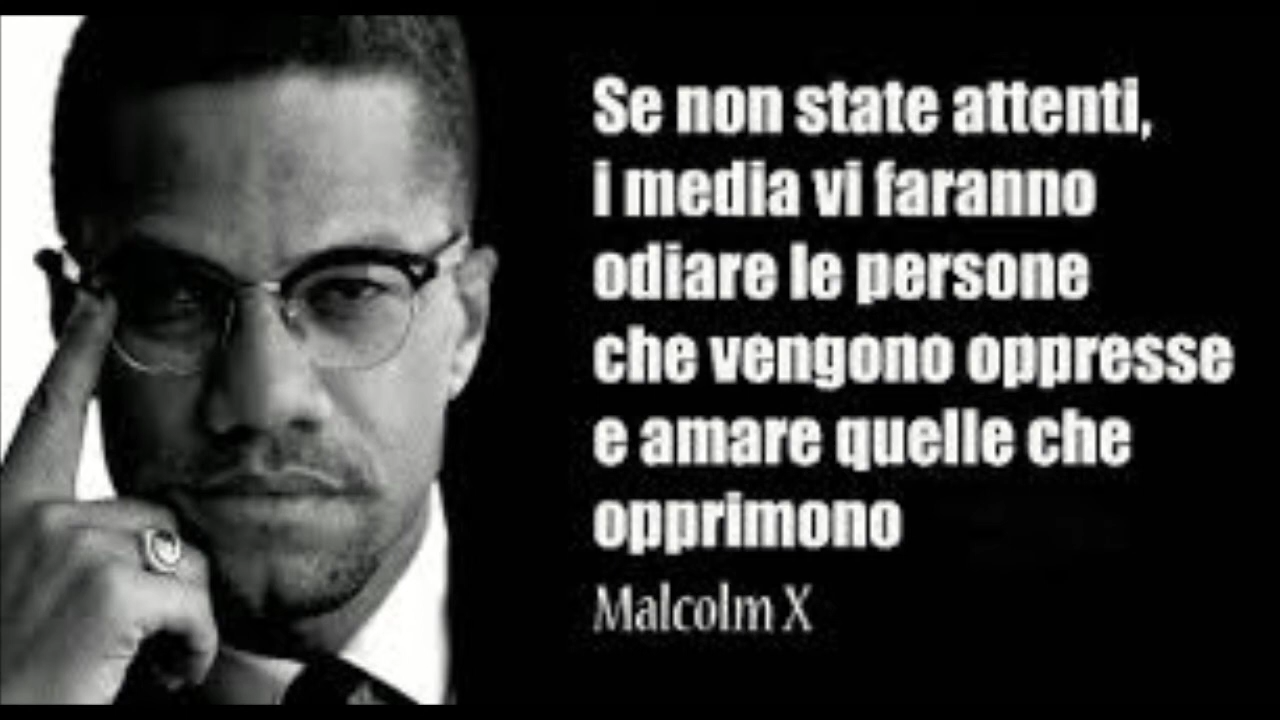 Se non state attenti,
i media vi faranno
odiare le persone
che vengono oppresse
e amare quelle che
opprimono
Malcolm X